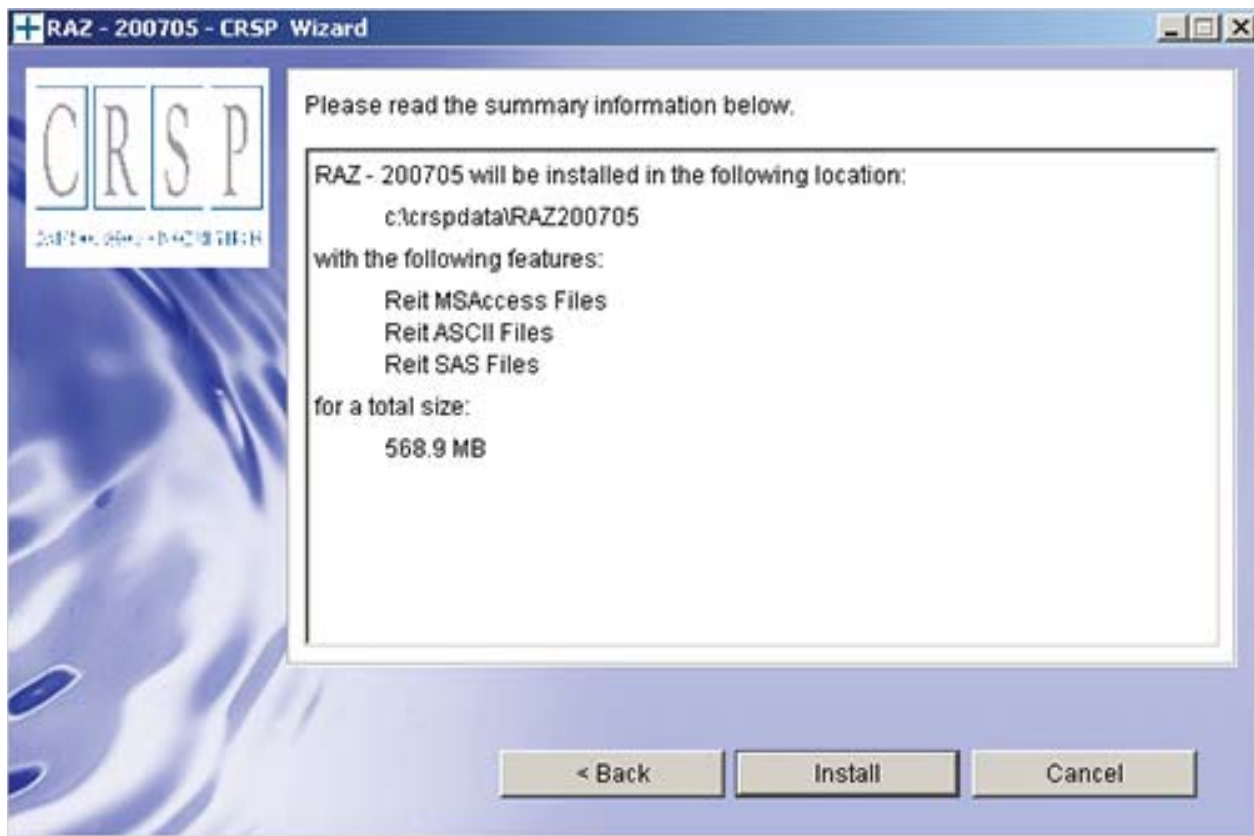 RAZ - 200705 - CRSP Wizard
CRSP
Please read the summary information below.
RAZ - 200705 will be installed in the following location:
c:\crspdata\RAZ200705
with the following features:
Reit MSAccess Files
Reit ASCII Files
Reit SAS Files
for a total size:
568.9 MB
< Back
Install
Cancel